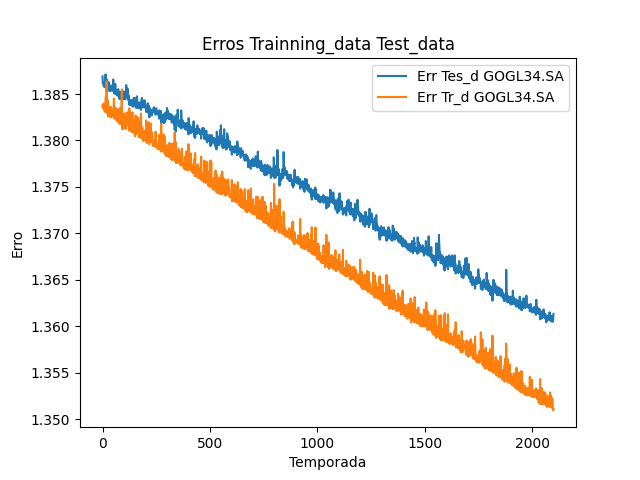 Erros Trainning_data Test_data
Err Tes_d GOGL34.SA
Err Tr_d GOGL34.SA
Erro
1.385
1.380
1.375
1.370
1.365
1.360
1.355
1.350
0 500 1000 1500 2000
Temporada